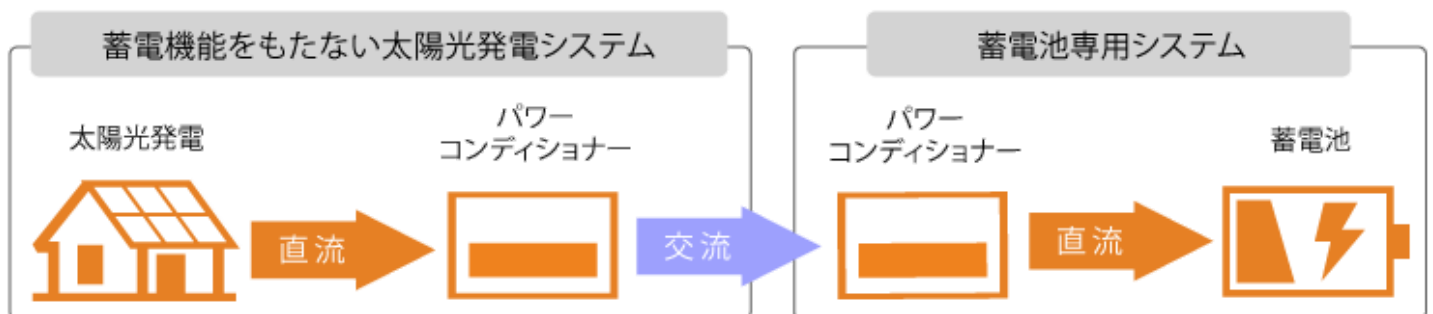 蓄電機能をもたない太陽光発電システム
蓄電池専用システム
太陽光発電
パワー
コンディショナー
パワー
コンディショナー
蓄電池
直流
交流
直流